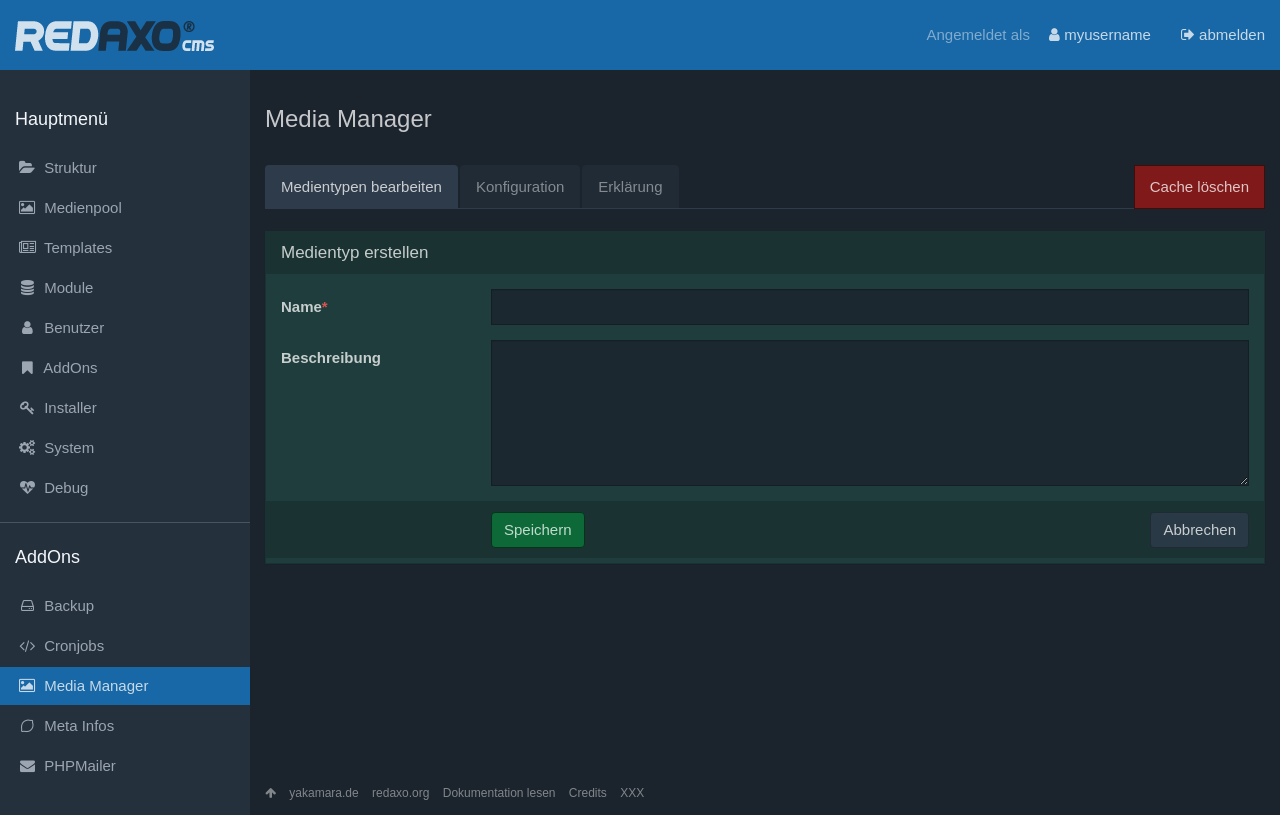 REDAXO® cms
Angemeldet als myusername abmelden
Hauptmenü
Struktur
Medienpool
Templates
Module
Benutzer
AddOns
Installer
System
Debug
AddOns
Backup
Cronjobs
Media Manager
Meta Infos
PHPMailer
Media Manager
Medientypen bearbeiten Konfiguration Erklärung Cache löschen
Medientyp erstellen
Name*
Beschreibung
Speichern Abbrechen
yakamara.de redaxo.org Dokumentation lesen Credits XXX